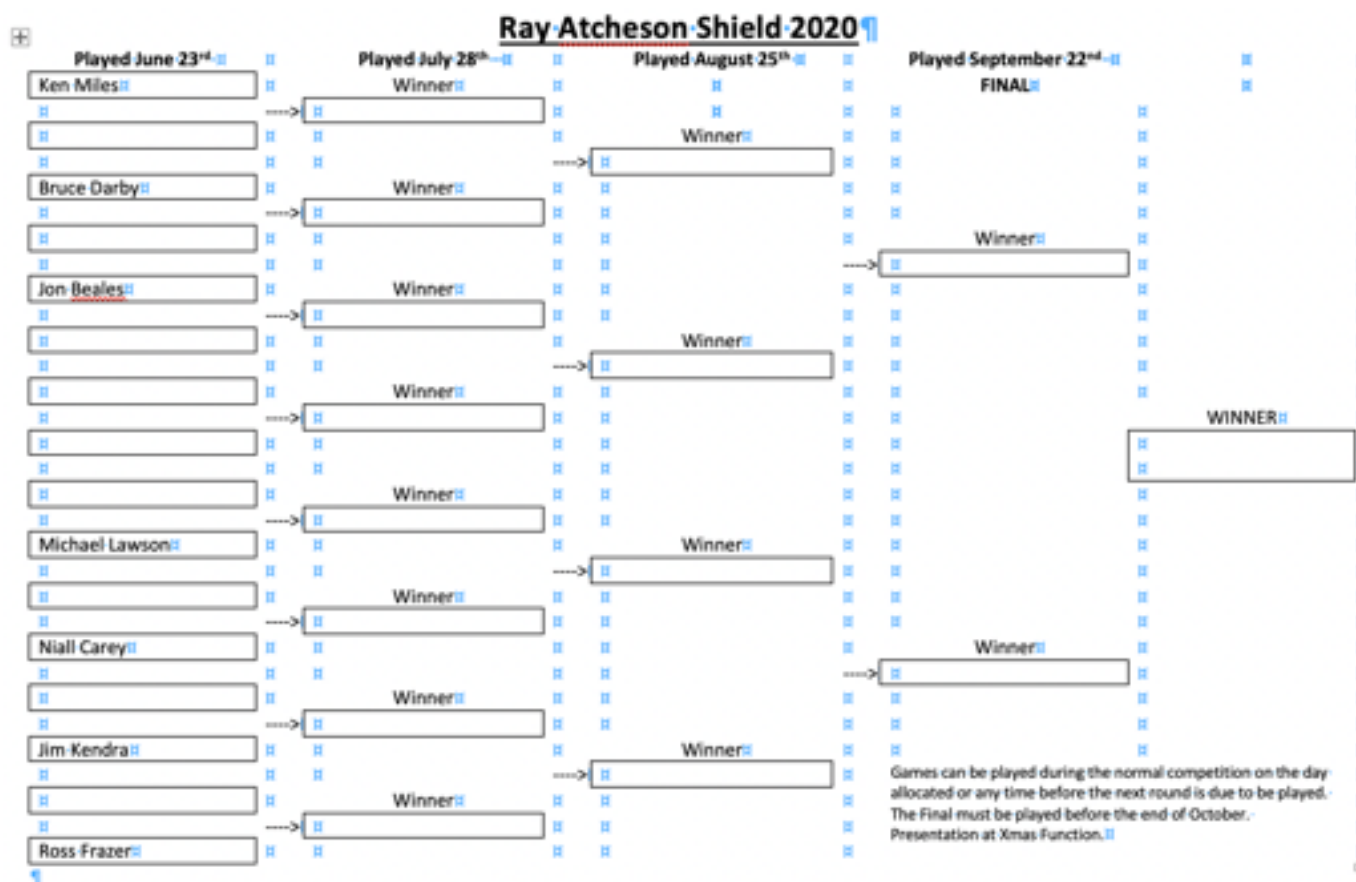 Ray Atcheson Shield 2020
Played June 23rd Played July 28th Played August 25th Played September 22nd
Ken Miles Winner FINAL
---->
Winner
---->
Bruce Darby Winner
---->
Winner
---->
Jon Beales Winner
---->
Winner
---->
Winner
----> WINNER
Winner
---->
Michael Lawson Winner
---->
Winner
---->
Niall Carey Winner
---->
Winner
---->
Jim Kendra Winner
----> Games can be played during the normal competition on the day
allocated or any time before the next round is due to be played.
Winner
The Final must be played before the end of October.
----> Presentation at Xmas Function.
Ross Frazer